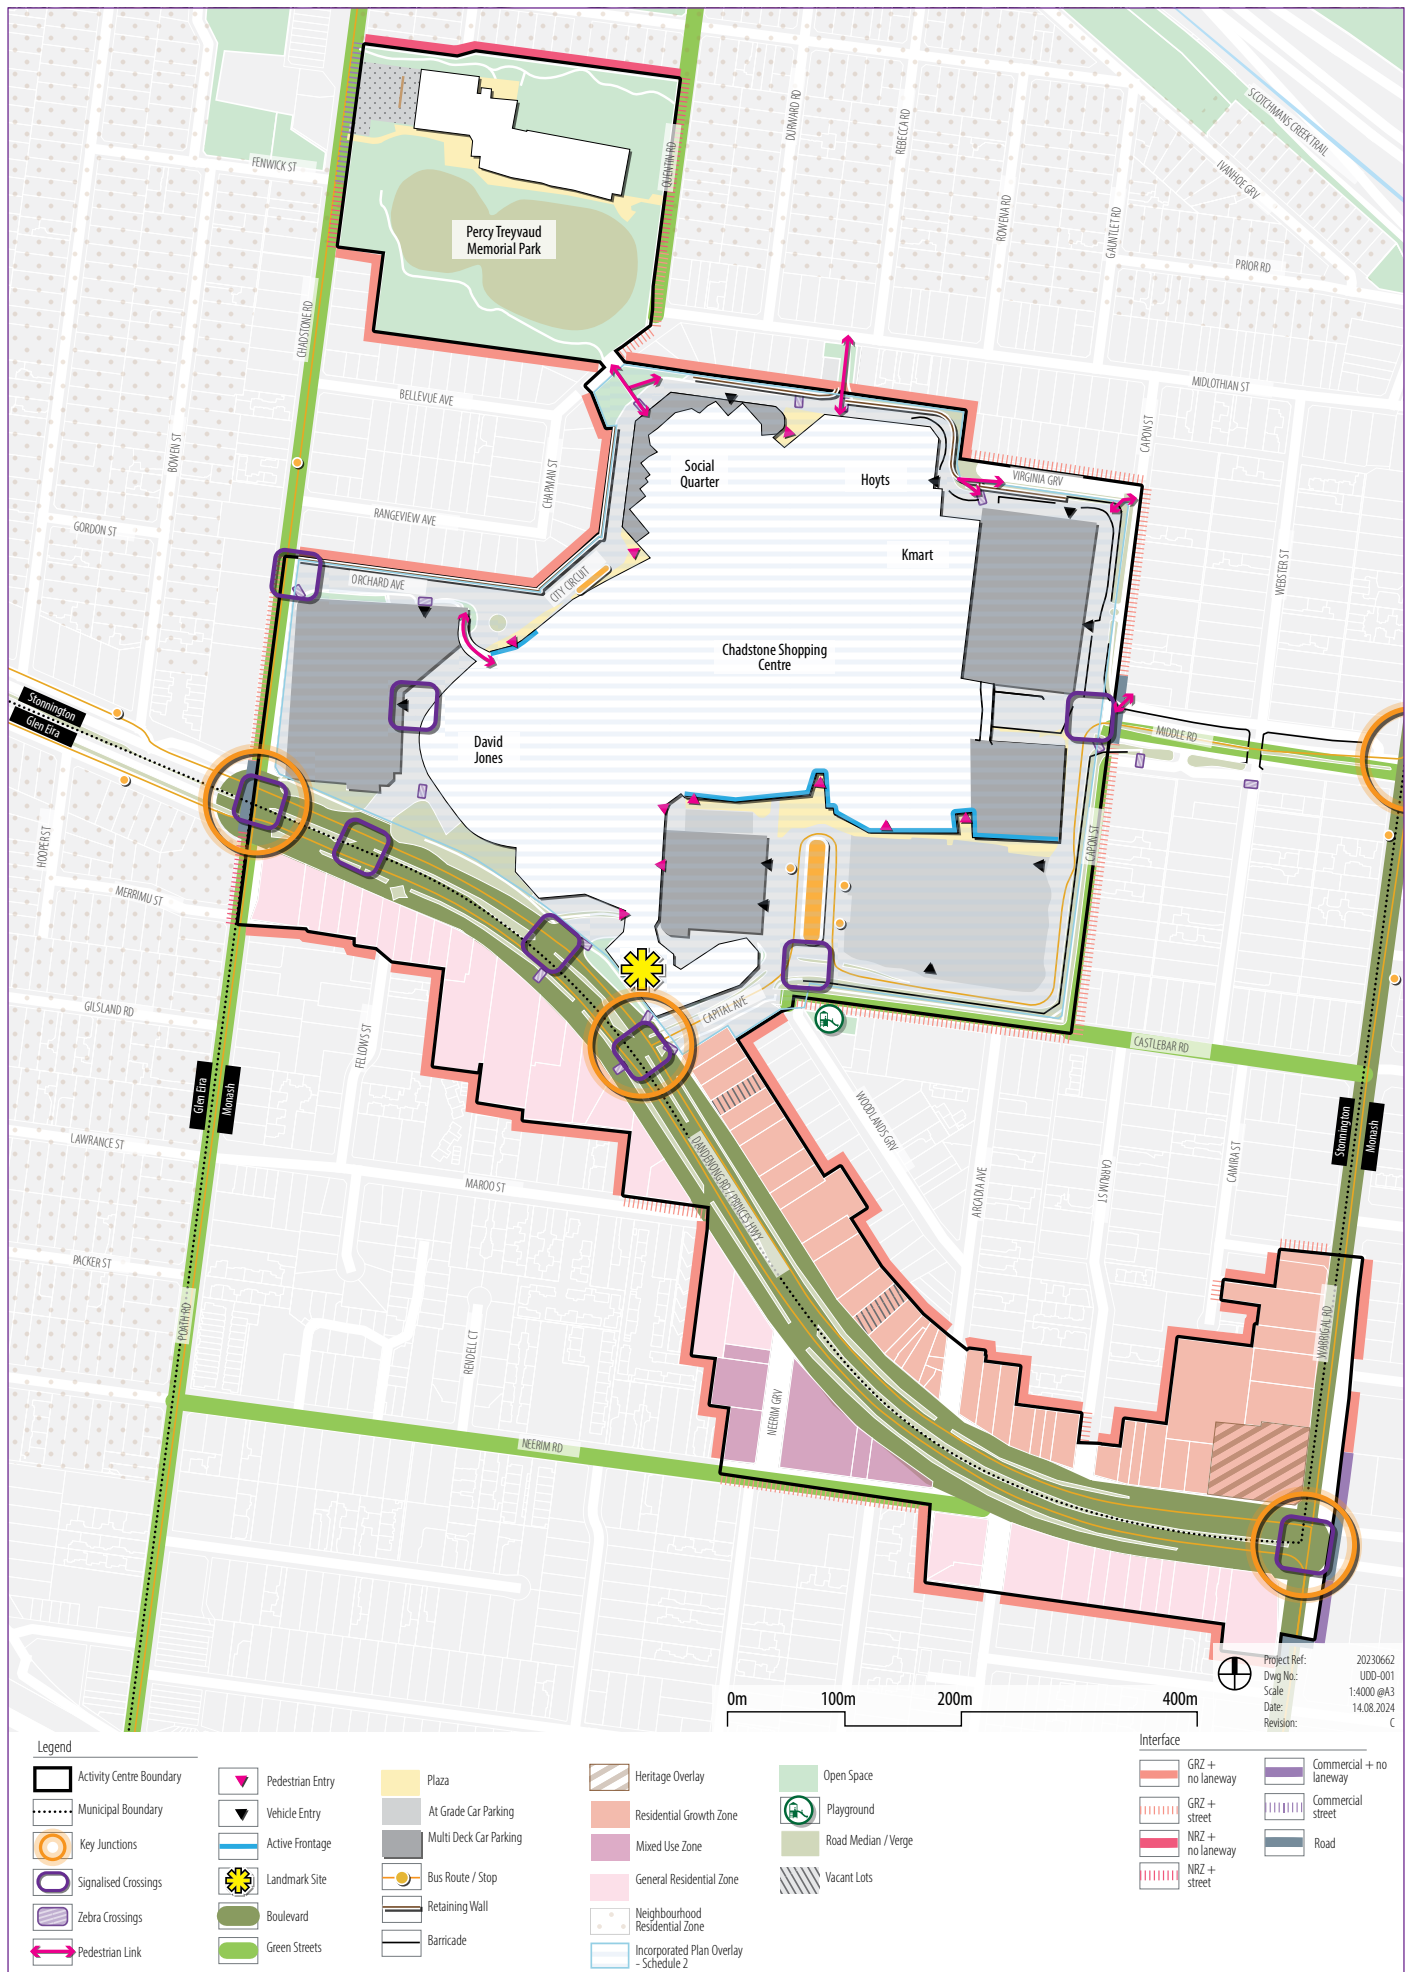 SCOTCHMANS CREEK TRAIL
DURWARD RD
REBECCA RD
IVANHOE GRV
FENWICK ST
QUENTIN RD
ROWENA RD
GAUNTLET RD
PRIOR RD
Percy Treyvaud
Memorial Park
CHADSTONE RD
MIDLOTHIAN ST
BELLEVUE AVE
CAPON ST
BOWEN ST
CHAPMAN ST
Social
Quarter
Hoyts
VIRGINIA GRV
RANGEVIEW AVE
GORDON ST
Kmart
WEBSTER ST
ORCHARD AVE
CITY CIRCUIT
Chadstone Shopping
Centre
Stonnington
Glen Eira
David
Jones
MIDDLE RD
HOOPER ST
MERRIMU ST
CAPON ST
GILSLAND RD
FELLOWS ST
CAPITAL AVE
CASTLEBAR RD
Glen Eira
Monash
WOODLANDS GRV
Stonnington
Monash
LAWRANCE ST
MAROO ST
DANDENONG RD / PRINCES HWY
ARCADIA AVE
CARRUM ST
CAMIRA ST
PACKER ST
POATH RD
RENDELL CT
WARRIGAL RD
NEERIM GRV
NEERIM RD
0m
100m
200m
400m
Project Ref: 20230662
Dwg No.: UDD-001
Scale 1:4000 @A3
Date: 14.08.2024
Revision: C
Legend
Activity Centre Boundary
Municipal Boundary
Key Junctions
Signalised Crossings
Zebra Crossings
Pedestrian Link
Pedestrian Entry
Vehicle Entry
Active Frontage
Landmark Site
Boulevard
Green Streets
Plaza
At Grade Car Parking
Multi Deck Car Parking
Bus Route / Stop
Retaining Wall
Barricade
Heritage Overlay
Residential Growth Zone
Mixed Use Zone
General Residential Zone
Neighbourhood
Residential Zone
Incorporated Plan Overlay
- Schedule 2
Open Space
Playground
Road Median / Verge
Vacant Lots
Interface
GRZ +
no laneway
GRZ +
street
NRZ +
no laneway
NRZ +
street
Commercial + no
laneway
Commercial
street
Road